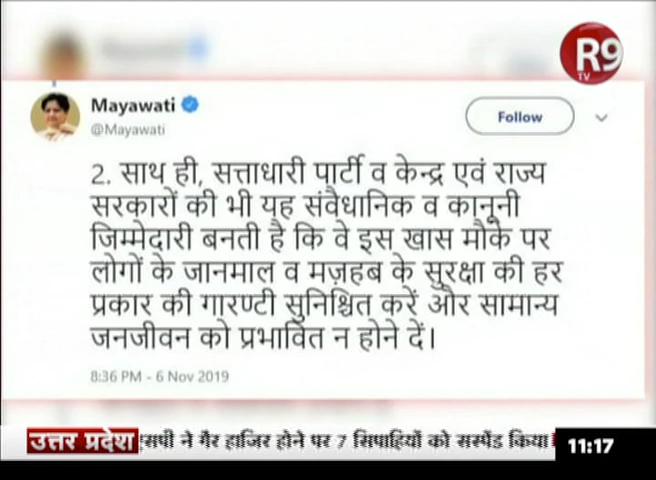 R9
TV
Mayawati
@Mayawati
Follow
2. साथ ही, सत्ताधारी पार्टी व केन्द्र एवं राज्य
सरकारों की भी यह संवैधानिक व कानूनी
जिम्मेदारी बनती है कि वे इस खास मौके पर
लोगों के जानमाल व मज़हब के सुरक्षा की हर
प्रकार की गारण्टी सुनिश्चित करें और सामान्य
जनजीवन को प्रभावित न होने दें।
8:36 PM - 6 Nov 2019
उत्तर प्रदेश
एसपी ने गैर हाजिर होने पर 7 सिपाहियों को सस्पेंड किया
11:17